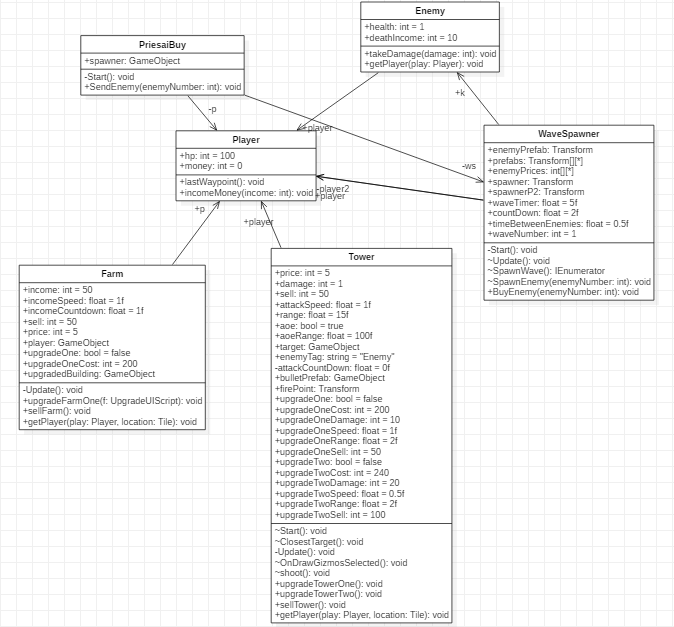 Enemy
+health: int = 1
+deathIncome: int = 10
+takeDamage(damage: int): void
+getPlayer(play: Player): void
PriesaiBuy
+spawner: GameObject
-Start(): void
+SendEnemy(enemyNumber: int): void
-p
+player
+k
-ws
Player
+hp: int = 100
+money: int = 0
+lastWaypoint(): void
+incomeMoney(income: int): void
-player2
+player
WaveSpawner
+enemyPrefab: Transform
+prefabs: Transform[][*]
+enemyPrices: int[][*]
+spawner: Transform
+spawnerP2: Transform
+waveTimer: float = 5f
+countDown: float = 2f
+timeBetweenEnemies: float = 0.5f
+waveNumber: int = 1
-Start(): void
~Update(): void
~SpawnWave(): IEnumerator
~SpawnEnemy(enemyNumber: int): void
+BuyEnemy(enemyNumber: int): void
+p
+player
Farm
+income: int = 50
+incomeSpeed: float = 1f
+incomeCountdown: float = 1f
+sell: int = 50
+price: int = 5
+player: GameObject
+upgradeOne: bool = false
+upgradeOneCost: int = 200
+upgradedBuilding: GameObject
-Update(): void
+upgradeFarmOne(f: UpgradeUIScript): void
+sellFarm(): void
+getPlayer(play: Player, location: Tile): void
Tower
+price: int = 5
+damage: int = 1
+sell: int = 50
+attackSpeed: float = 1f
+range: float = 15f
+aoe: bool = true
+aoeRange: float = 100f
+target: GameObject
+enemyTag: string = "Enemy"
-attackCountDown: float = 0f
+bulletPrefab: GameObject
+firePoint: Transform
+upgradeOne: bool = false
+upgradeOneCost: int = 200
+upgradeOneDamage: int = 10
+upgradeOneSpeed: float = 1f
+upgradeOneRange: float = 2f
+upgradeOneSell: int = 50
+upgradeTwo: bool = false
+upgradeTwoCost: int = 240
+upgradeTwoDamage: int = 20
+upgradeTwoSpeed: float = 0.5f
+upgradeTwoRange: float = 2f
+upgradeTwoSell: int = 100
~Start(): void
~ClosestTarget(): void
-Update(): void
~OnDrawGizmosSelected(): void
~shoot(): void
+upgradeTowerOne(): void
+upgradeTowerTwo(): void
+sellTower(): void
+getPlayer(play: Player, location: Tile): void